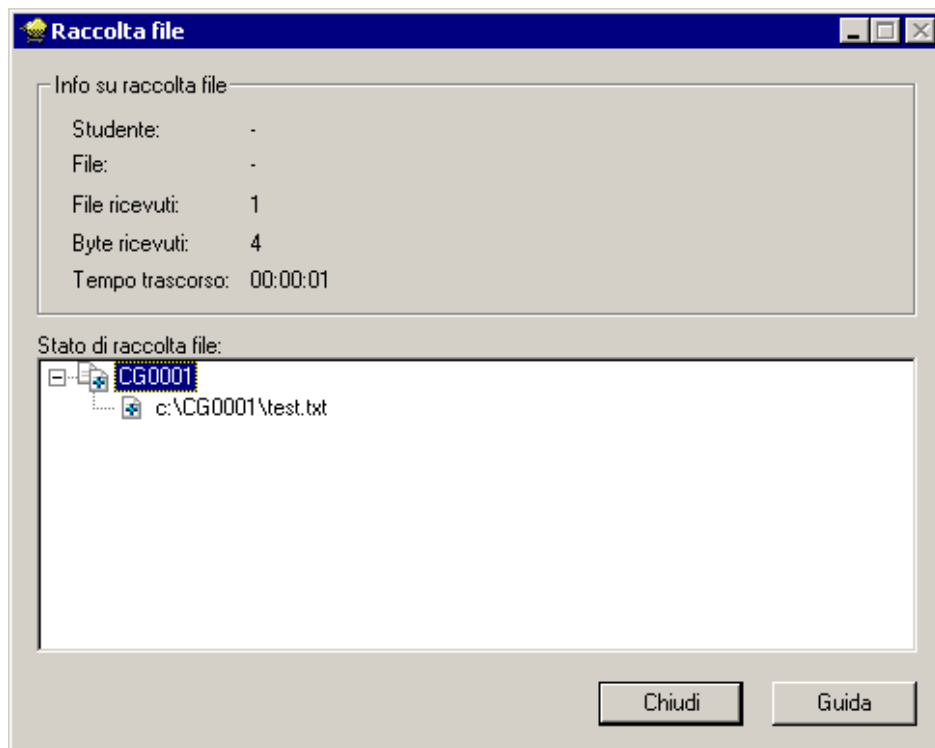 Raccolta file
Info su raccolta file
Studente: -
File: -
File ricevuti: 1
Byte ricevuti: 4
Tempo trascorso: 00:00:01
Stato di raccolta file:
CG0001
c:\CG0001\test.txt
Chiudi Guida